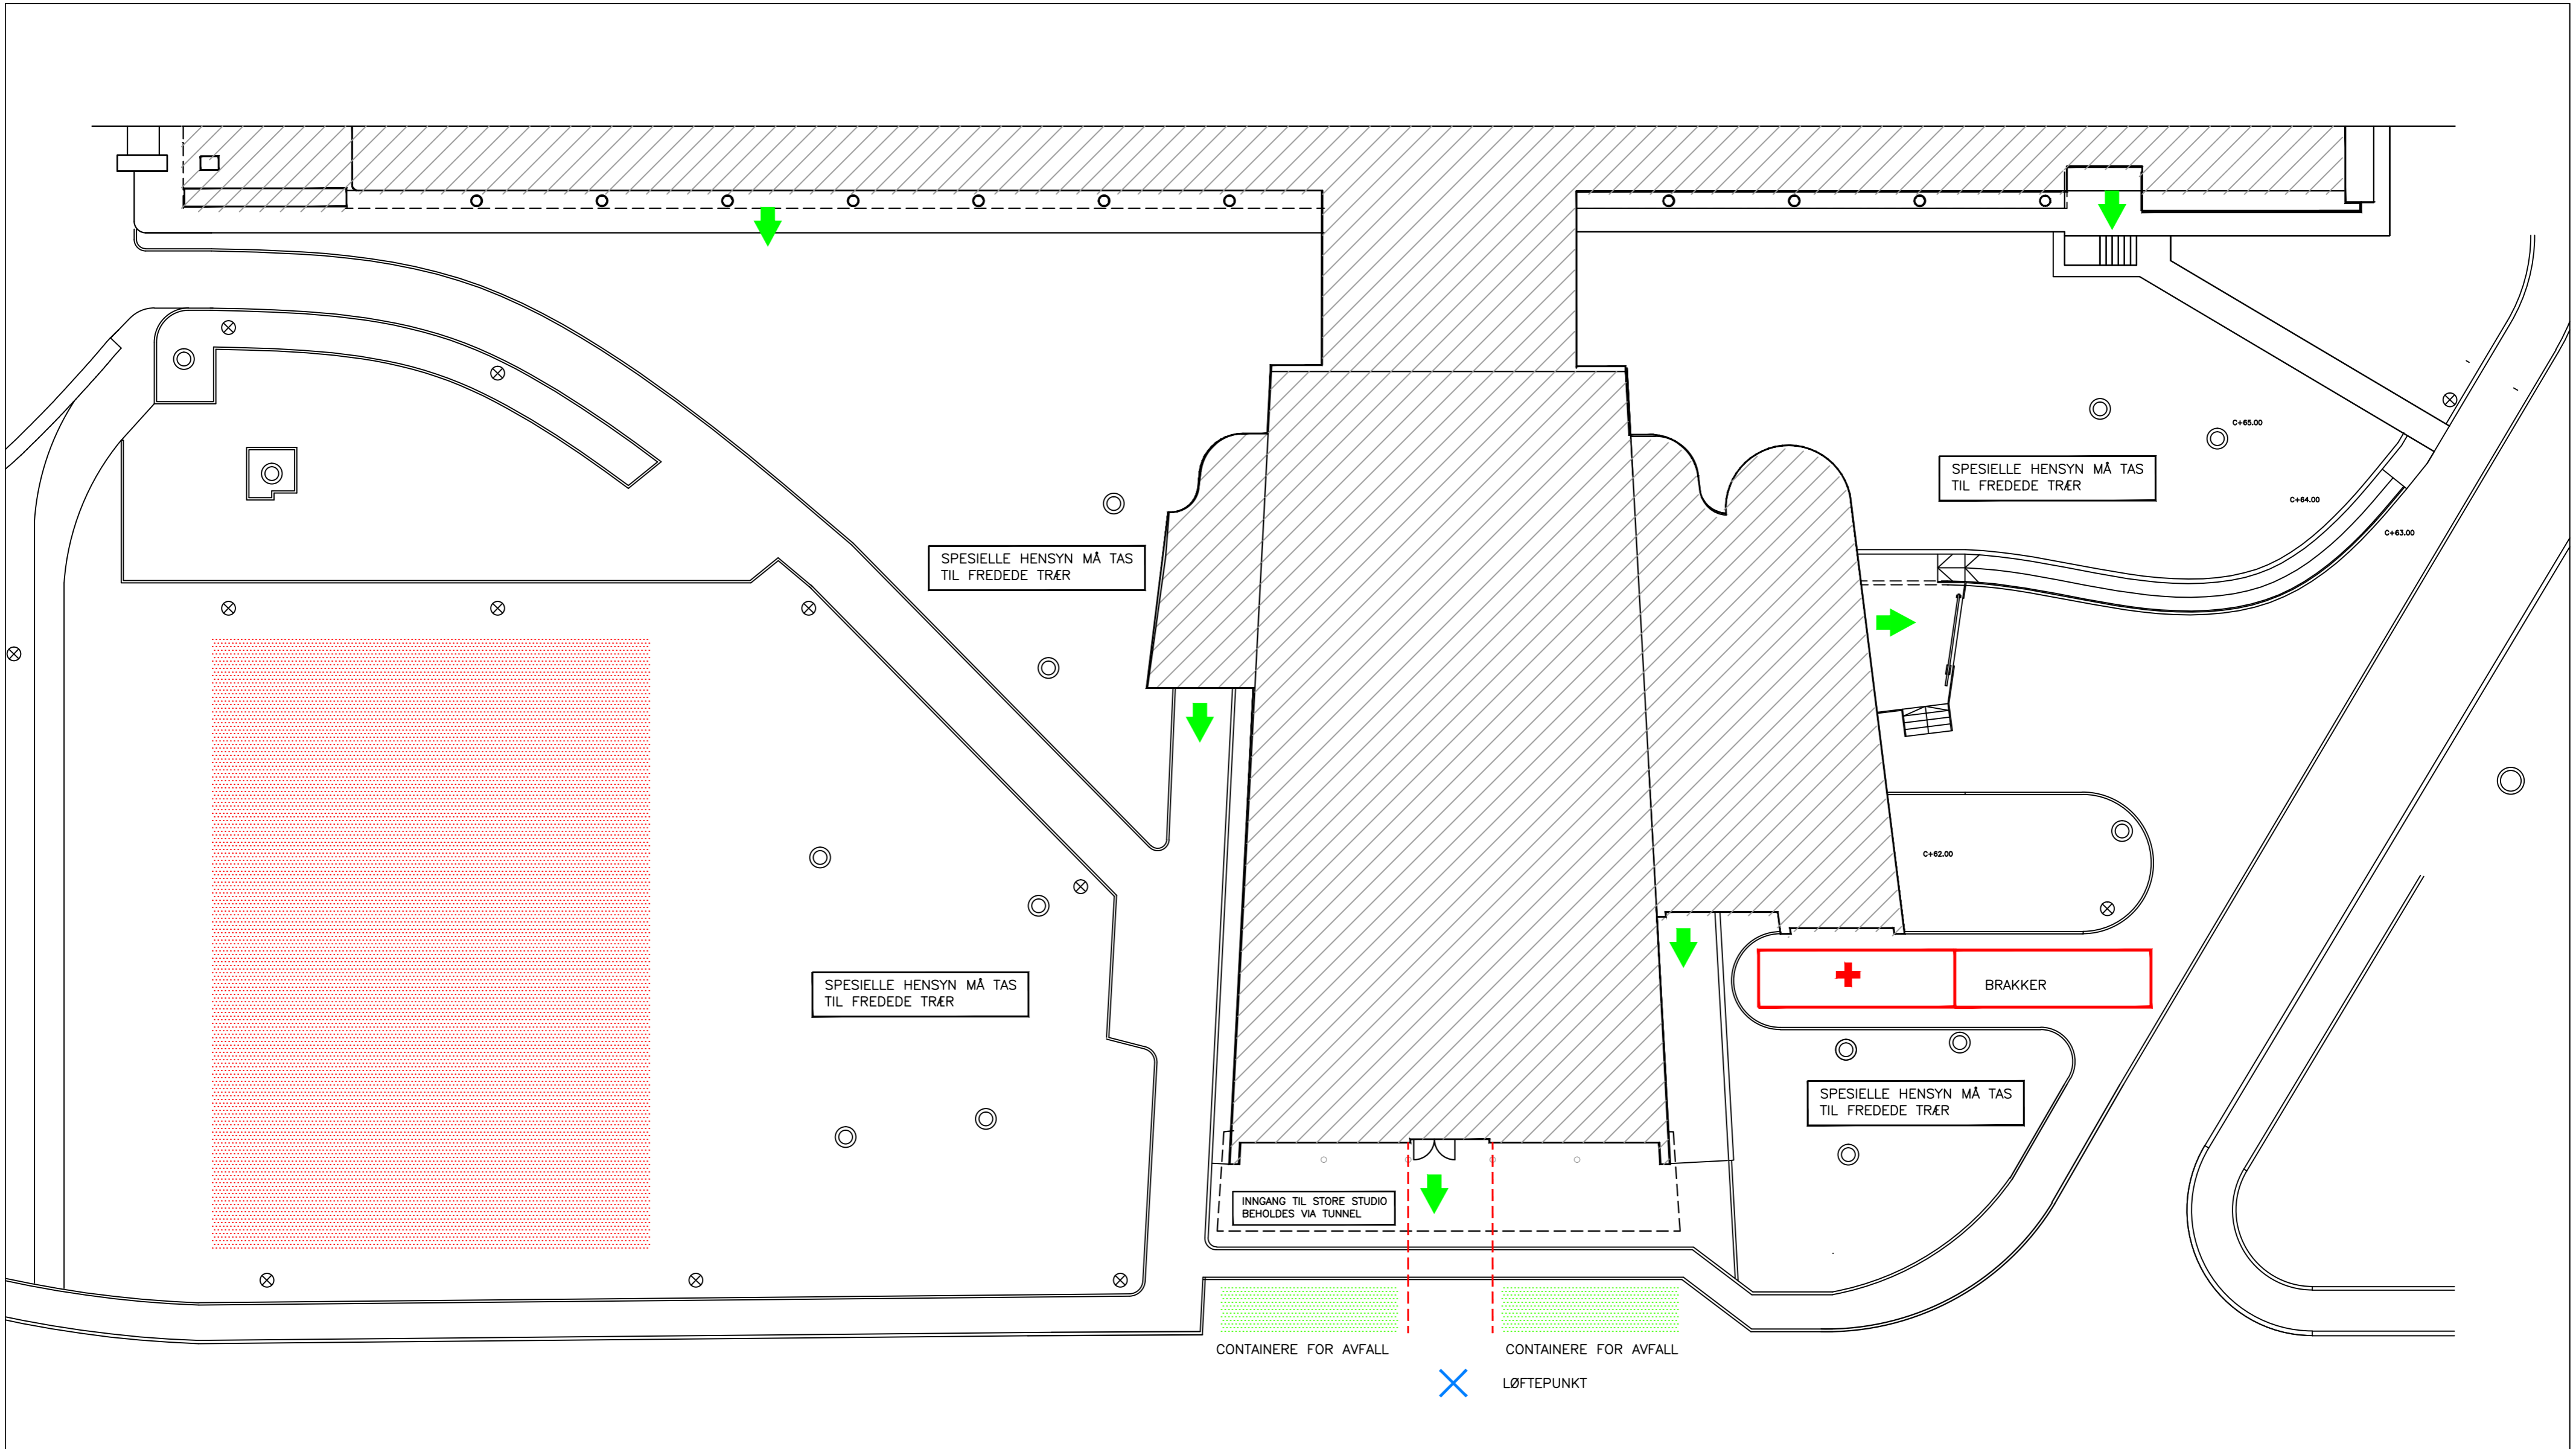 C+65.00
SPESIELLE HENSYN MÅ TAS
TIL FREDEDE TRÆR
C+64.00
C+63.00
SPESIELLE HENSYN MÅ TAS
TIL FREDEDE TRÆR
C+62.00
SPESIELLE HENSYN MÅ TAS
TIL FREDEDE TRÆR
BRAKKER
SPESIELLE HENSYN MÅ TAS
TIL FREDEDE TRÆR
INNGANG TIL STORE STUDIO
BEHOLDES VIA TUNNEL
CONTAINERE FOR AVFALL
CONTAINERE FOR AVFALL
LØFTEPUNKT